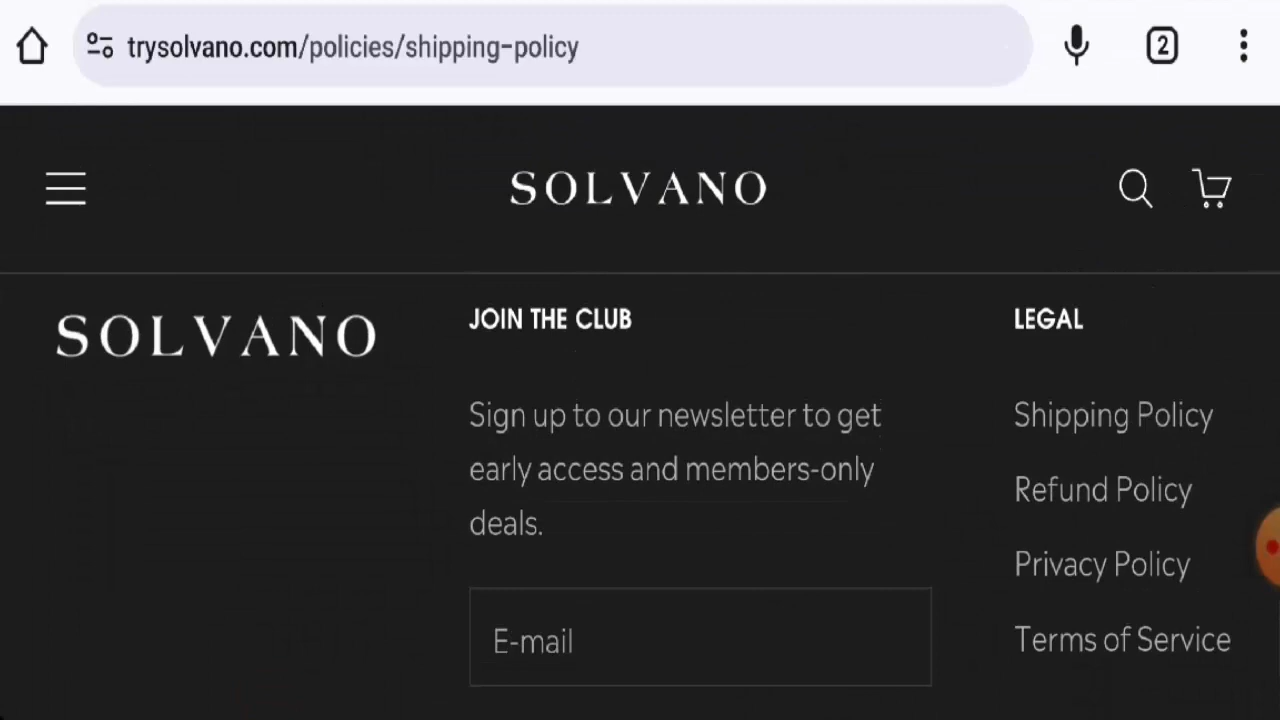 trysolvano.com/policies/shipping-policy
2
SOLVANO
SOLVANO
JOIN THE CLUB
Sign up to our newsletter to get
early access and members-only
deals.
E-mail
LEGAL
Shipping Policy
Refund Policy
Privacy Policy
Terms of Service